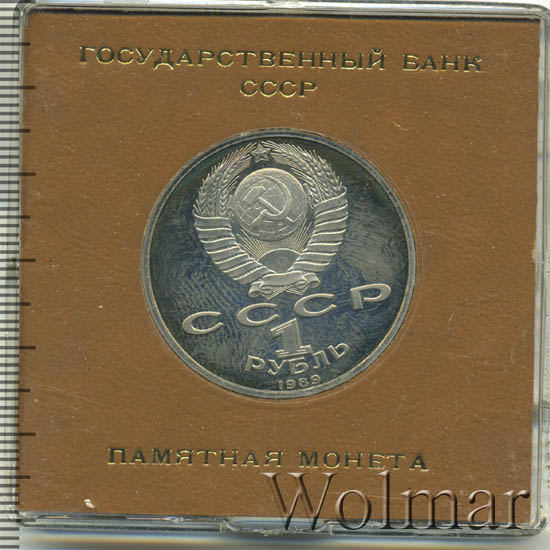 ГОСУДАРСТВЕННЫЙ БАНК
СССР
СССР
1
РУБЛЬ
1989
ПАМЯТНАЯ МОНЕТА
Wolmar